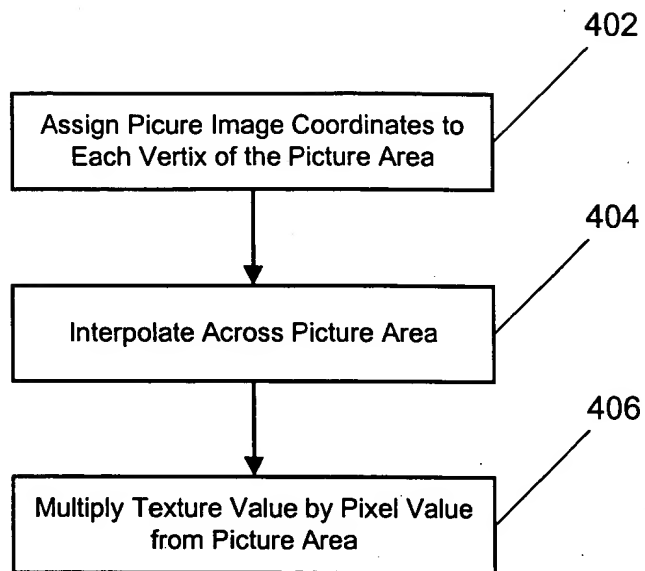 402
Assign Picure Image Coordinates to
Each Vertix of the Picture Area
404
Interpolate Across Picture Area
406
Multiply Texture Value by Pixel Value
from Picture Area